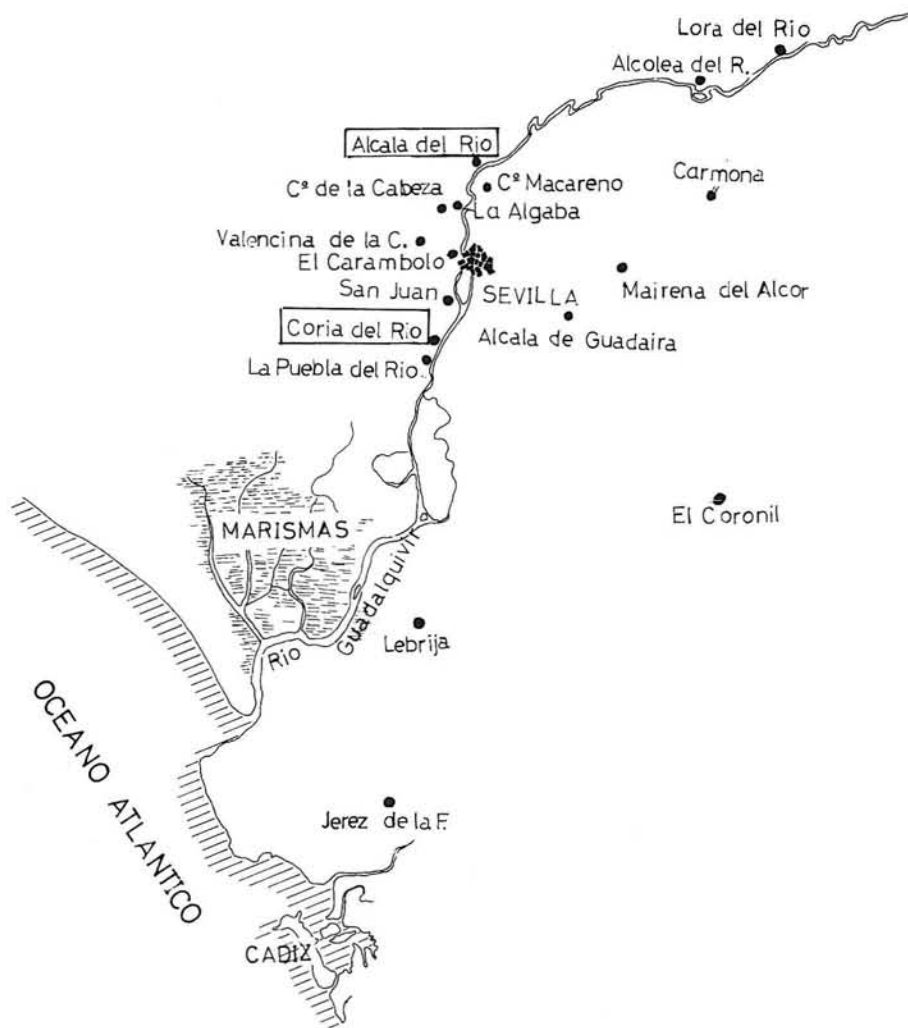 Lora del Rio
Alcolea del R.
Alcala del Rio
Carmona
Cº Macareno
Cº de la Cabeza
La Algaba
Valencina de la C.
El Carambolo
San Juan
SEVILLA
Mairena del Alcor
Coria del Rio
Alcala de Guadaira
La Puebla del Rio.
El Coronil
MARISMAS
Rio Guadalquivir
Lebrija
OCEANO ATLANTICO
Jerez de la F.
CADIZ